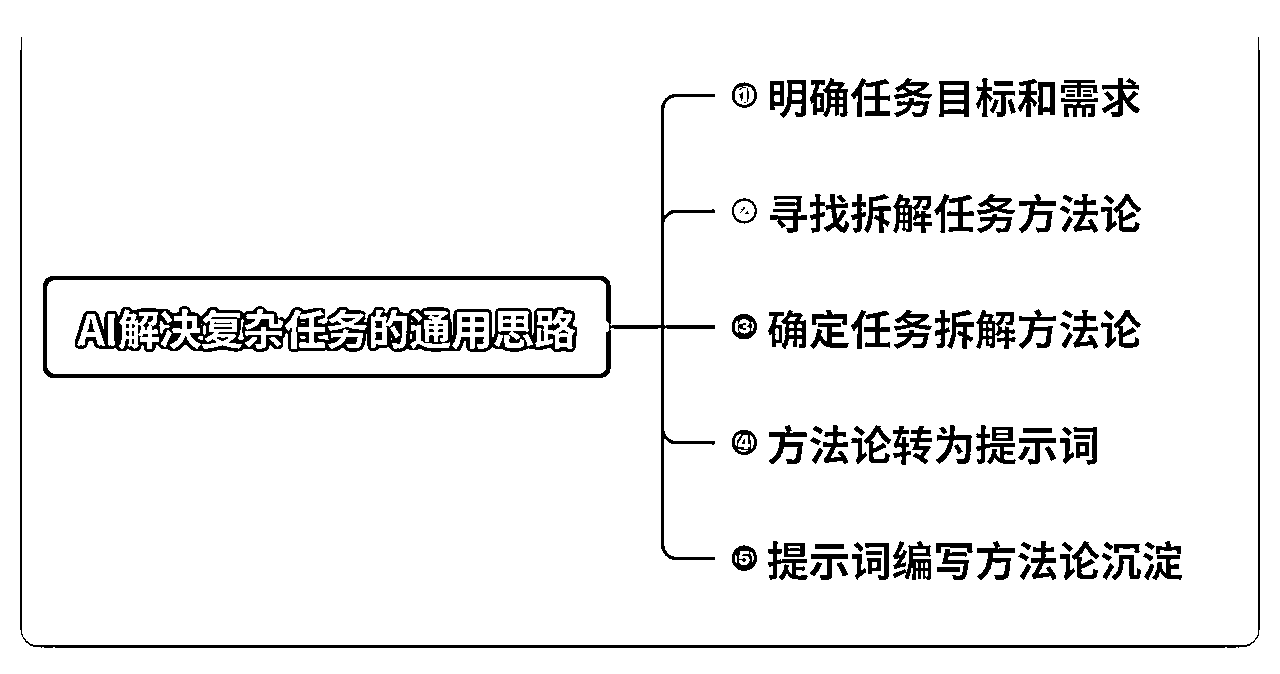 AI解决复杂任务的通用思路
① 明确任务目标和需求
② 寻找拆解任务方法论
③ 确定任务拆解方法论
④ 方法论转为提示词
⑤ 提示词编写方法论沉淀